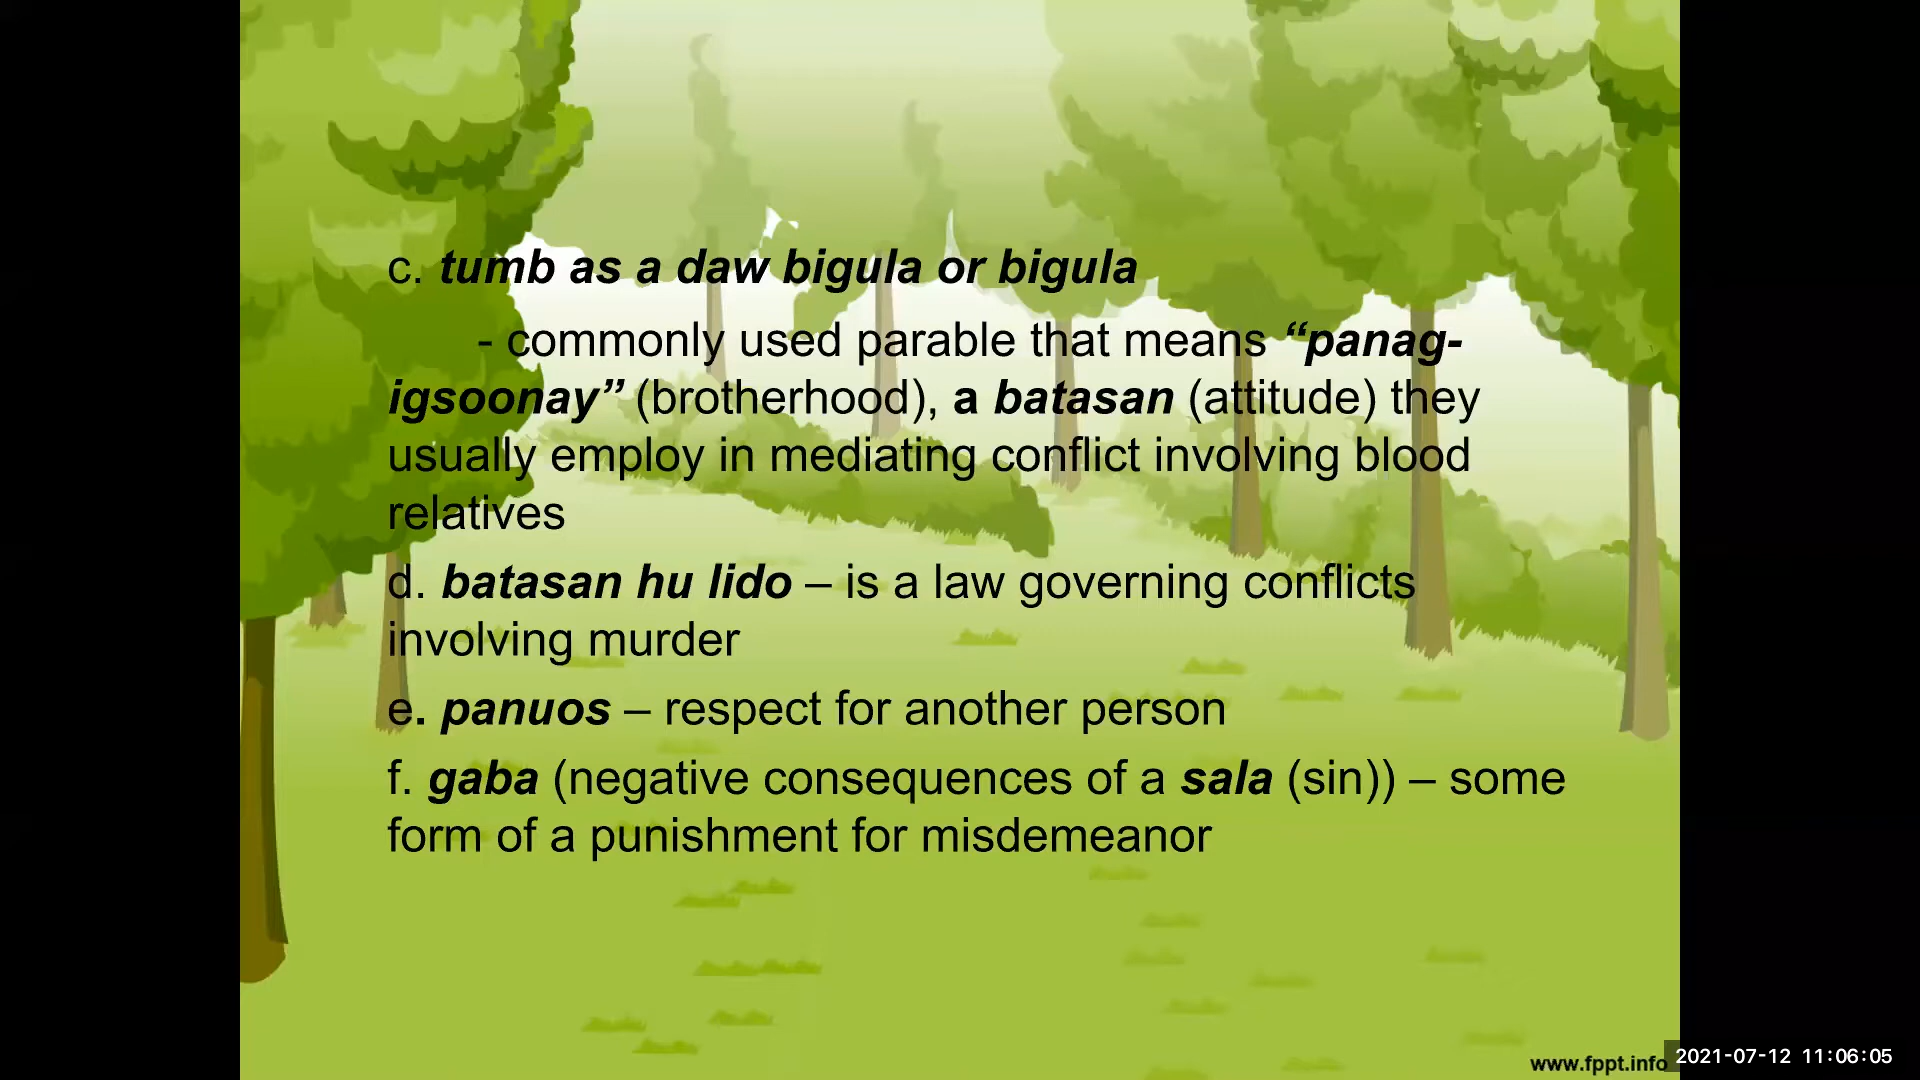 c. tumb as a daw bigula or bigula
- commonly used parable that means “panag-
igsoonay” (brotherhood), a batasan (attitude) they
usually employ in mediating conflict involving blood
relatives
d. batasan hu lido – is a law governing conflicts
involving murder
e. panuos – respect for another person
f. gaba (negative consequences of a sala (sin)) – some
form of a punishment for misdemeanor
www.fppt.info
2021-07-12 11:06:05